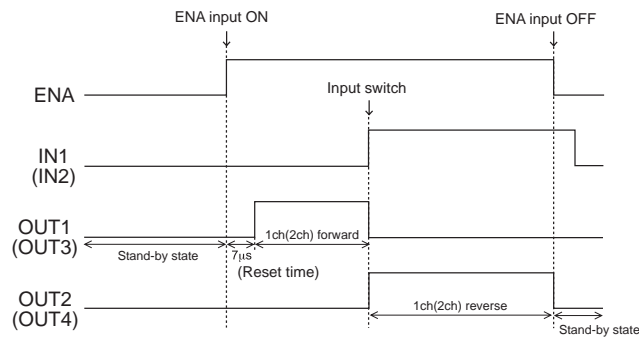 ENA input ON
ENA input OFF
ENA
Input switch
IN1
(IN2)
OUT1
(OUT3)
Stand-by state
7μs
(Reset time)
1ch(2ch) forward
OUT2
(OUT4)
1ch(2ch) reverse
Stand-by state